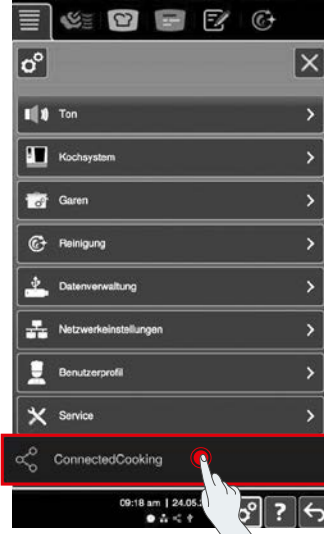 Ton
Kochsystem
Garen
Reinigung
Datenverwaltung
Netzwerkeinstellungen
Benutzerprofil
Service
ConnectedCooking
09:18 am | 24.05.
?